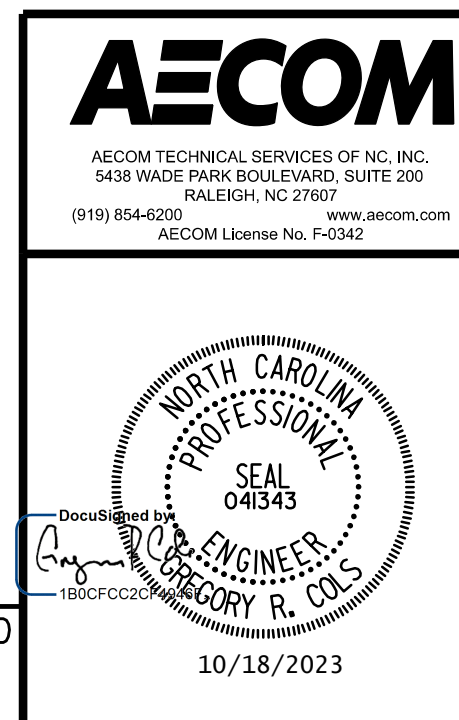 AECOM
AECOM TECHNICAL SERVICES OF NC, INC.
5438 WADE PARK BOULEVARD, SUITE 200
RALEIGH, NC 27607
(919) 854-6200 www.aecom.com
AECOM License No. F-0342
NORTH CAROLINA
PROFESSIONAL
SEAL
041343
ENGINEER
GREGORY R. COLS
DocuSigned by:
10/18/2023